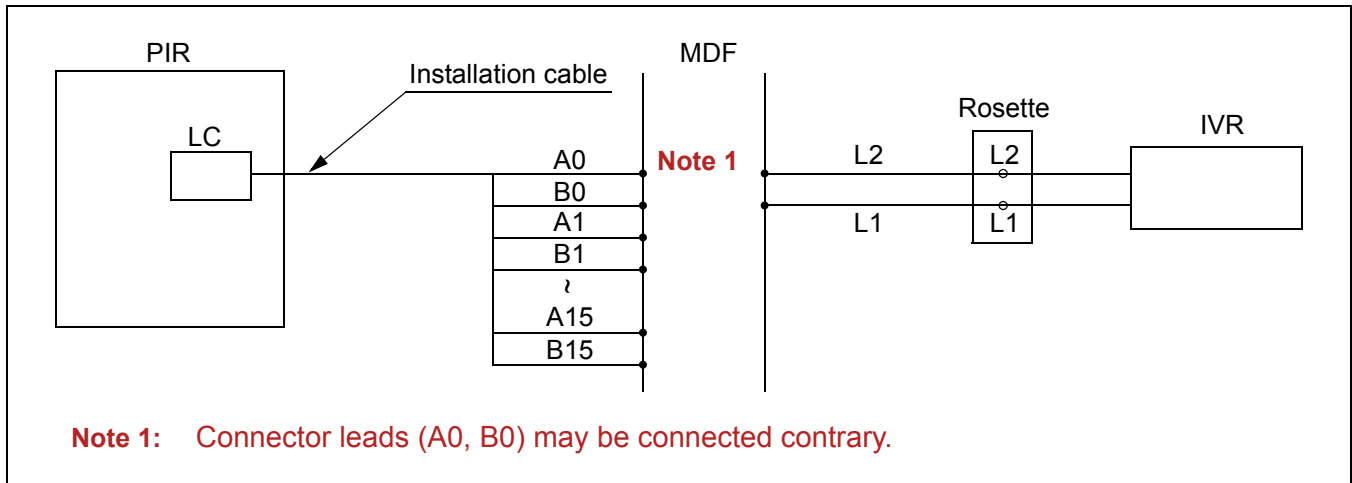 PIR
MDF
Installation cable
Rosette
IVR
LC
A0
Note 1
L2
L2
B0
A1
L1
L1
B1
~
A15
B15
Note 1: Connector leads (A0, B0) may be connected contrary.